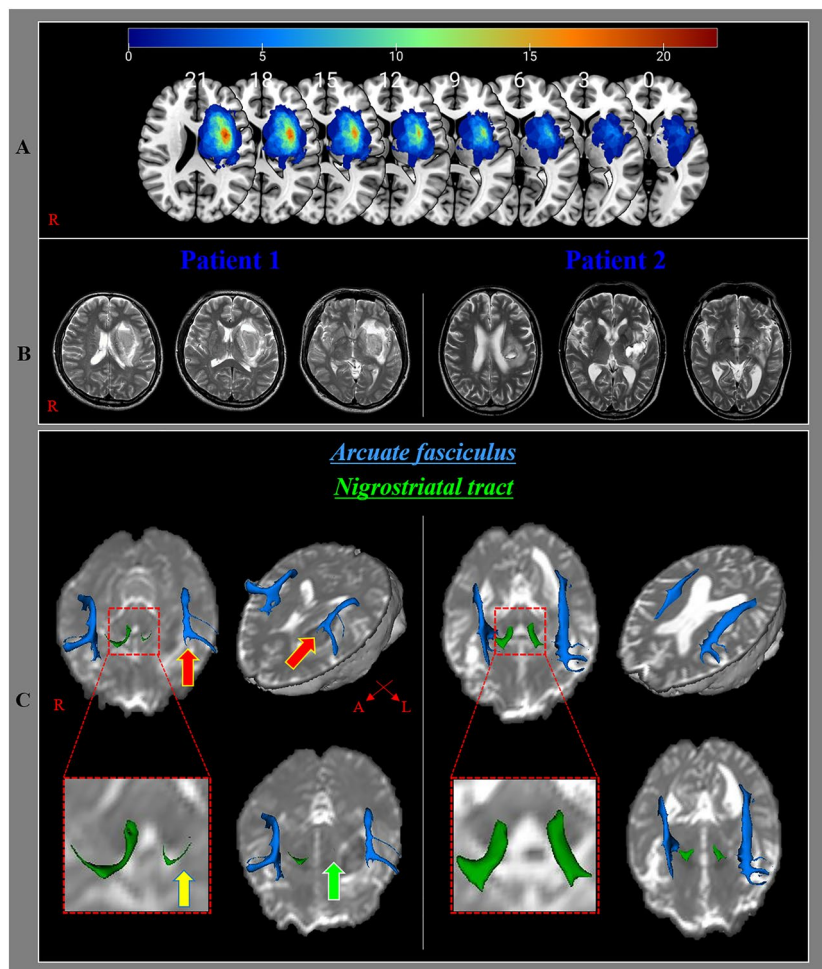 0 5 10 15 20
21 18 15 12 9 6 3 0
A
R
Patient 1 Patient 2
B
R
Arcuate fasciculus
Nigrostriatal tract
C
R
A L